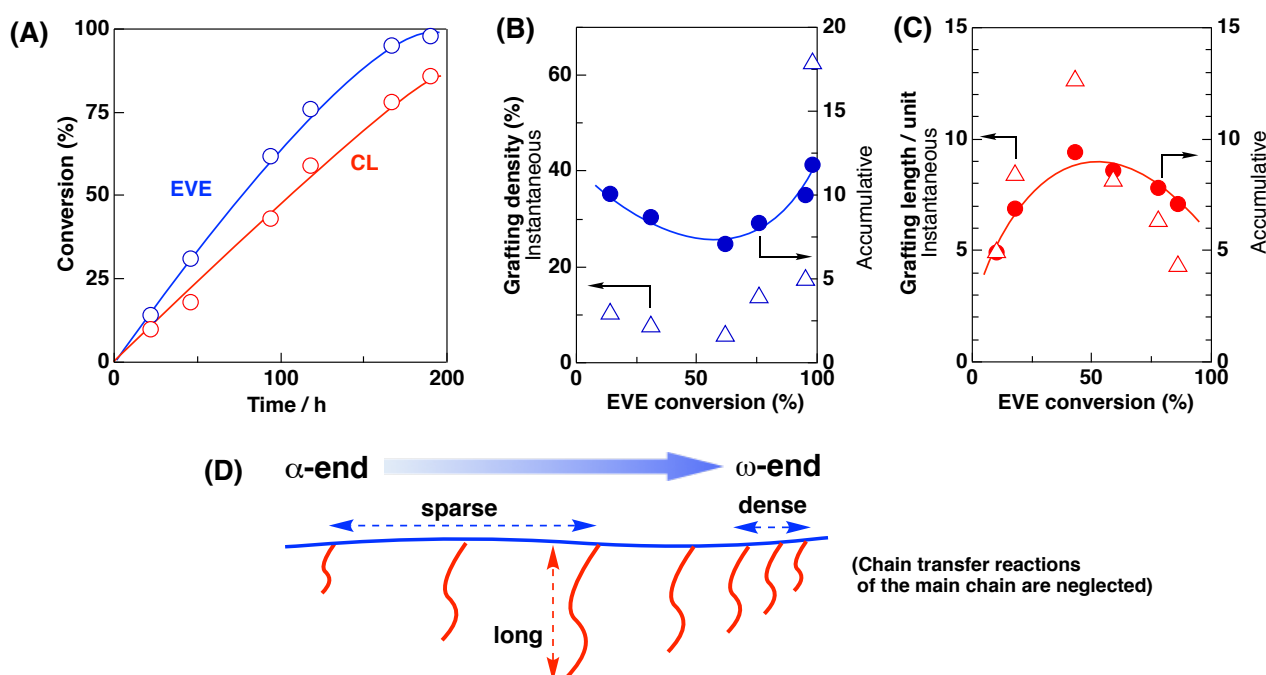 (A)
Conversion (%)
100
75
50
25
0
0
100
200
Time / h
EVE
CL
(B)
Grafting density (%)
Instantaneous
60
40
20
0
20
15
10
5
0
Accumulative
0
50
100
EVE conversion (%)
(C)
Grafting length / unit
Instantaneous
15
10
5
0
15
10
5
0
Accumulative
0
50
100
EVE conversion (%)
(D)
α-end
ω-end
sparse
dense
long
(Chain transfer reactions
of the main chain are neglected)